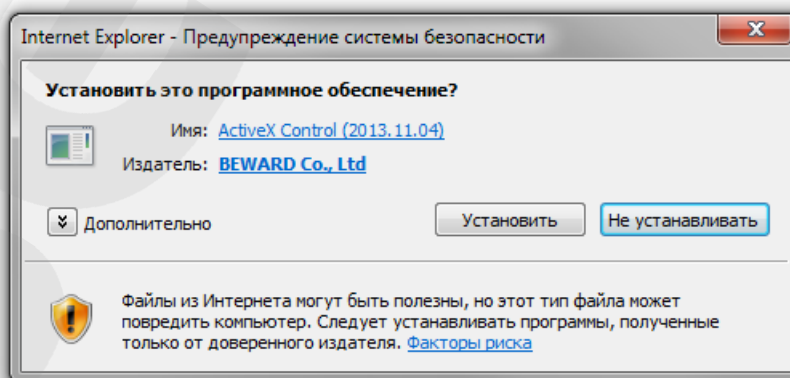 Internet Explorer - Предупреждение системы безопасности
Установить это программное обеспечение?
Имя: ActiveX Control (2013.11.04)
Издатель: BEWARD Co., Ltd
Дополнительно
Установить
Не устанавливать
Файлы из Интернета могут быть полезны, но этот тип файла может
повредить компьютер. Следует устанавливать программы, полученные
только от доверенного издателя. Факторы риска